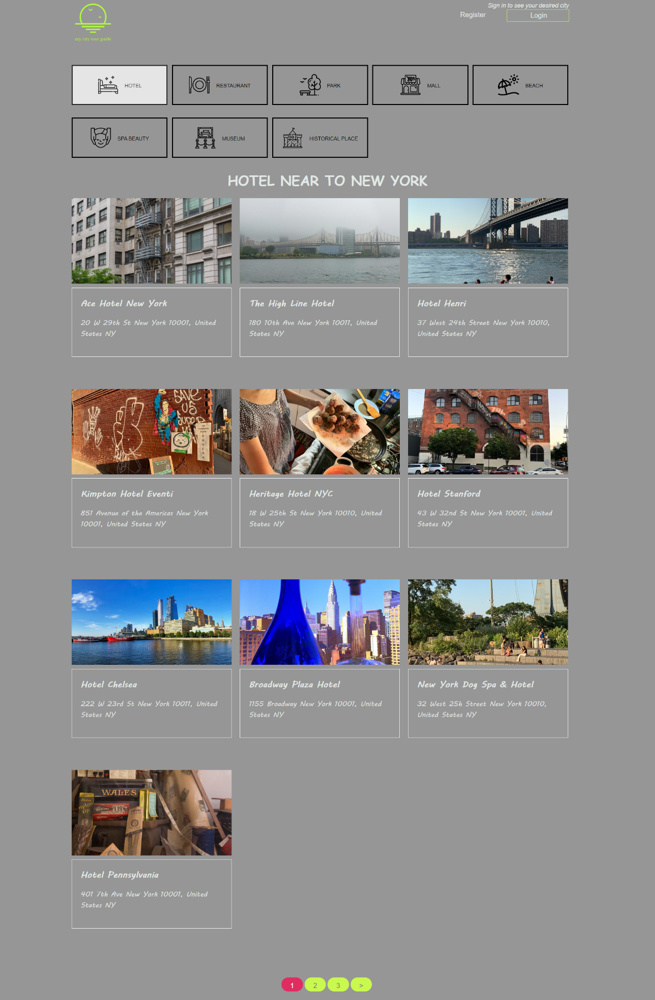 Sign in to see your desired city
Register
Login
my city tour guide
HOTEL
RESTAURANT
PARK
MALL
BEACH
SPA BEAUTY
MUSEUM
HISTORICAL PLACE
HOTEL NEAR TO NEW YORK
Ace Hotel New York
20 W 29th St New York 10001, United
States NY
The High Line Hotel
180 10th Ave New York 10011, United
States NY
Hotel Henri
37 West 24th Street New York 10010,
United States NY
SAVE
US
Kimpton Hotel Eventi
851 Avenue of the Americas New York
10001, United States NY
Heritage Hotel NYC
18 W 25th St New York 10010, United
States NY
Hotel Stanford
43 W 32nd St New York 10001, United
States NY
Hotel Chelsea
222 W 23rd St New York 10011, United
States NY
Broadway Plaza Hotel
1155 Broadway New York 10001, United
States NY
New York Dog Spa & Hotel
32 West 25h Street New York 10010,
United States NY
WALES
nylon
zip
Hotel Pennsylvania
401 7th Ave New York 10001, United
States NY
1 2 3 >